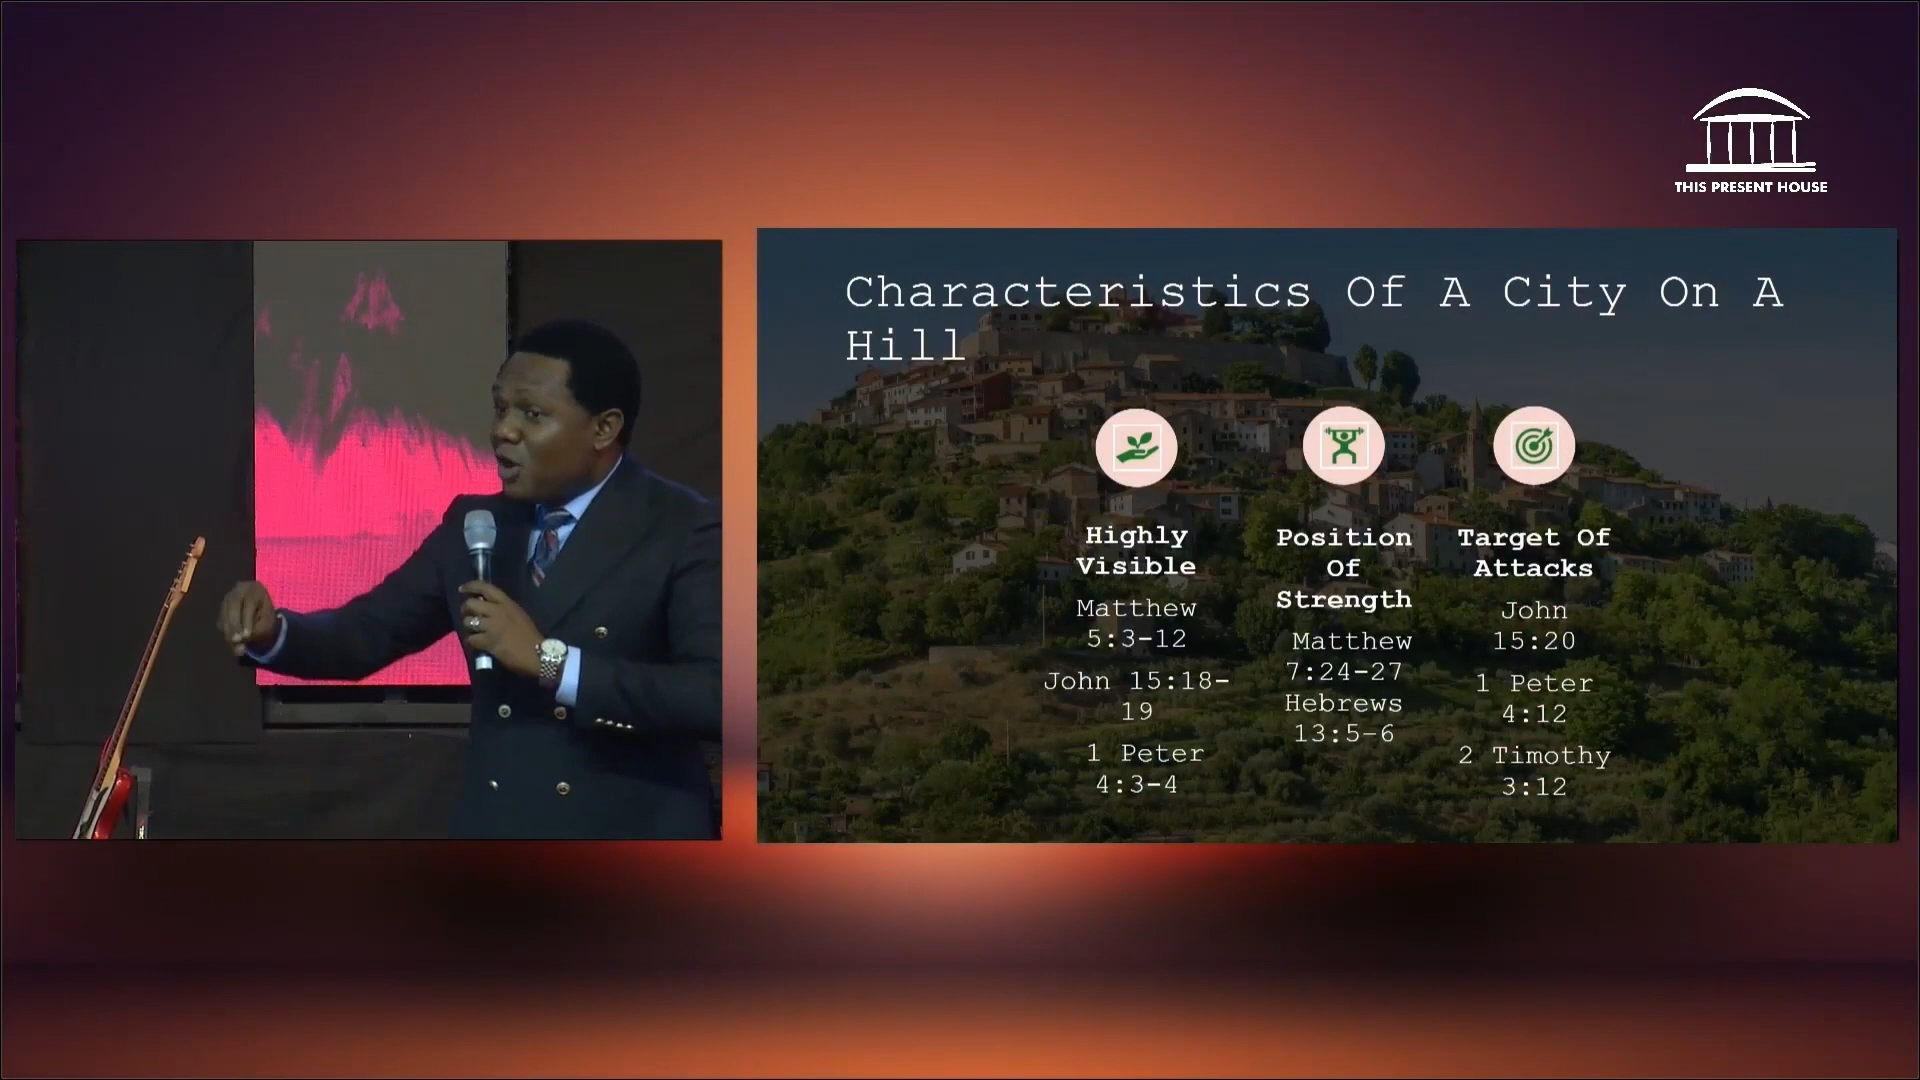 THIS PRESENT HOUSE
Characteristics Of A City On A
Hill
Highly
Visible
Matthew
5:3-12
John 15:18-
19
1 Peter
4:3-4
Position
Of
Strength
Matthew
7:24-27
Hebrews
13:5-6
Target Of
Attacks
John
15:20
1 Peter
4:12
2 Timothy
3:12